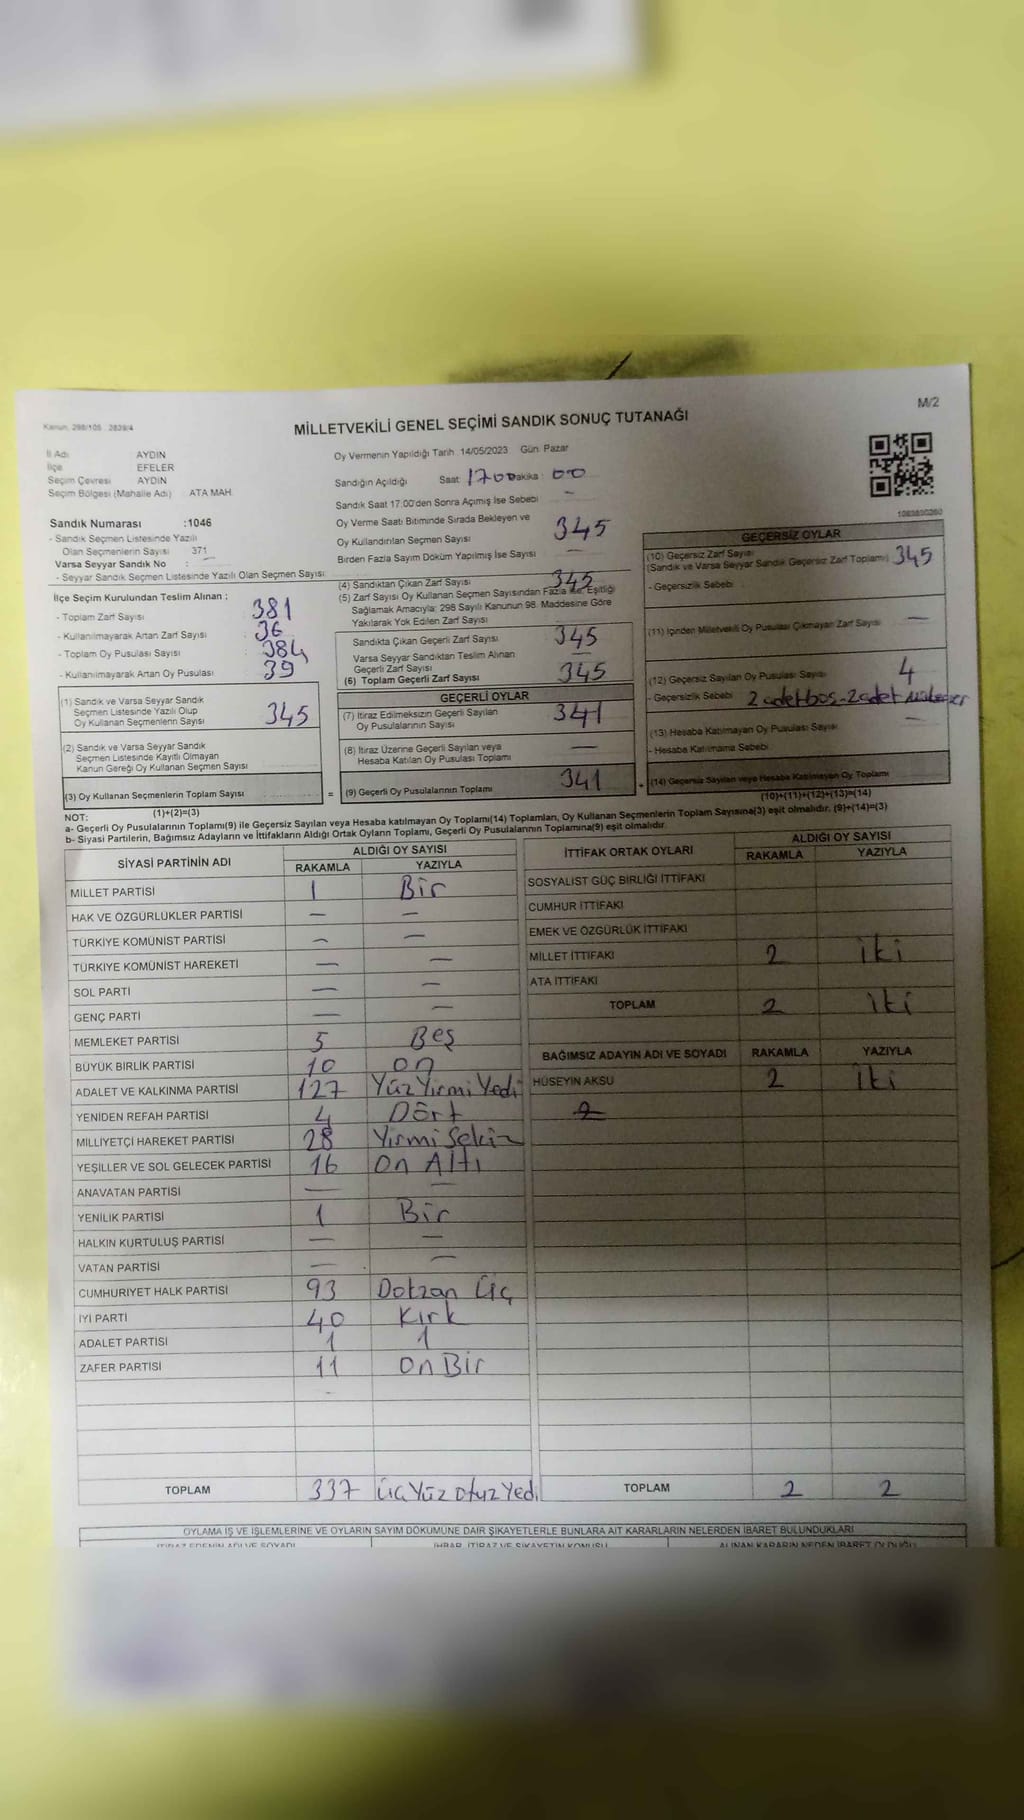 M/2
Kanun: 298/105 2839/4
MİLLETVEKİLİ GENEL SEÇİMİ SANDIK SONUÇ TUTANAĞI
İl Adı AYDIN
İlçe EFELER
Seçim Çevresi AYDIN
Seçim Bölgesi (Mahalle Adı) : ATA MAH.
Sandık Numarası :1046
- Sandık Seçmen Listesinde Yazılı
Olan Seçmenlerin Sayısı : 371
Varsa Seyyar Sandık No :
- Seyyar Sandık Seçmen Listesinde Yazılı Olan Seçmen Sayısı:
Oy Vermenin Yapıldığı Tarih : 14/05/2023 Gün: Pazar
Sandığın Açıldığı Saat: 1700 Dakika : 00
Sandık Saat 17:00'den Sonra Açımış İse Sebebi —
Oy Verme Saati Bitiminde Sırada Bekleyen ve
Oy Kullandırılan Seçmen Sayısı 345
Birden Fazla Sayım Döküm Yapılmış İse Sayısı —
İlçe Seçim Kurulundan Teslim Alınan :
- Toplam Zarf Sayısı : 381
- Kullanılmayarak Artan Zarf Sayısı : 36
- Toplam Oy Pusulası Sayısı : 384
- Kullanılmayarak Artan Oy Pusulası : 39
(1) Sandık ve Varsa Seyyar Sandık
Seçmen Listesinde Yazılı Olup
Oy Kullanan Seçmenlerin Sayısı 345
(2) Sandık ve Varsa Seyyar Sandık
Seçmen Listesinde Kayıtlı Olmayan
Kanun Gereği Oy Kullanan Seçmen Sayısı
(3) Oy Kullanan Seçmenlerin Toplam Sayısı
(1)+(2)=(3)
(4) Sandıktan Çıkan Zarf Sayısı 345
(5) Zarf Sayısı Oy Kullanan Seçmen Sayısından Fazla ise, Eşitliği
Sağlamak Amacıyla; 298 Sayılı Kanunun 98. Maddesine Göre
Yakılarak Yok Edilen Zarf Sayısı —
Sandıkta Çıkan Geçerli Zarf Sayısı 345
Varsa Seyyar Sandıktan Teslim Alınan
Geçerli Zarf Sayısı —
(6) Toplam Geçerli Zarf Sayısı 345
GEÇERLİ OYLAR
(7) İtiraz Edilmeksizin Geçerli Sayılan
Oy Pusulalarının Sayısı 341
(8) İtiraz Üzerine Geçerli Sayılan veya
Hesaba Katılan Oy Pusulası Toplamı —
= (9) Geçerli Oy Pusulalarının Toplamı 341 +
GEÇERSİZ OYLAR
(10) Geçersiz Zarf Sayısı
(Sandık ve Varsa Seyyar Sandık Geçersiz Zarf Toplamı) 345
- Geçersizlik Sebebi
(11) İçinden Milletvekili Oy Pusulası Çıkmayan Zarf Sayısı —
(12) Geçersiz Sayılan Oy Pusulası Sayısı 4
- Geçersizlik Sebebi 2 adet boş - 2 adet
(13) Hesaba Katılmayan Oy Pusulası Sayısı —
- Hesaba Katılmama Sebebi
(14) Geçersiz Sayılan veya Hesaba Katılmayan Oy Toplamı
(10)+(11)+(12)+(13)=(14)
NOT:
a- Geçerli Oy Pusulalarının Toplamı(9) ile Geçersiz Sayılan veya Hesaba katılmayan Oy Toplamı(14) Toplamları, Oy Kullanan Seçmenlerin Toplam Sayısına(3) eşit olmalıdır. (9)+(14)=(3)
b- Siyasi Partilerin, Bağımsız Adayların ve İttifakların Aldığı Ortak Oyların Toplamı, Geçerli Oy Pusulalarının Toplamına(9) eşit olmalıdır.
SİYASİ PARTİNİN ADI ALDIĞI OY SAYISI
RAKAMLA YAZIYLA
MİLLET PARTİSİ 1 Bir
HAK VE ÖZGÜRLÜKLER PARTİSİ — —
TÜRKİYE KOMÜNİST PARTİSİ — —
TÜRKİYE KOMÜNİST HAREKETİ — —
SOL PARTİ — —
GENÇ PARTİ — —
MEMLEKET PARTİSİ 5 Beş
BÜYÜK BİRLİK PARTİSİ 10 On
ADALET VE KALKINMA PARTİSİ 127 Yüz Yirmi Yedi
YENİDEN REFAH PARTİSİ 4 Dört
MİLLİYETÇİ HAREKET PARTİSİ 28 Yirmi Sekiz
YEŞİLLER VE SOL GELECEK PARTİSİ 16 On Altı
ANAVATAN PARTİSİ — —
YENİLİK PARTİSİ 1 Bir
HALKIN KURTULUŞ PARTİSİ — —
VATAN PARTİSİ — —
CUMHURİYET HALK PARTİSİ 93 Dokzan Üç
İYİ PARTİ 40 Kırk
ADALET PARTİSİ 1 1
ZAFER PARTİSİ 11 On Bir
TOPLAM 337 Üç Yüz Otuz Yedi
İTTİFAK ORTAK OYLARI ALDIĞI OY SAYISI
RAKAMLA YAZIYLA
SOSYALİST GÜÇ BİRLİĞİ İTTİFAKI
CUMHUR İTTİFAKI
EMEK VE ÖZGÜRLÜK İTTİFAKI
MİLLET İTTİFAKI 2 iki
ATA İTTİFAKI
TOPLAM 2 iki
BAĞIMSIZ ADAYIN ADI VE SOYADI RAKAMLA YAZIYLA
HÜSEYİN AKSU 2 iki
2
TOPLAM 2 2
OYLAMA İŞ VE İŞLEMLERİNE VE OYLARIN SAYIM DÖKÜMÜNE DAİR ŞİKAYETLERLE BUNLARA AİT KARARLARIN NELERDEN İBARET BULUNDUKLARI
İTİRAZ EDENİN ADI VE SOYADI İHBAR, İTİRAZ VE ŞİKAYETİN KONUSU ALINAN KARARIN NEDEN İBARET OLDUĞU